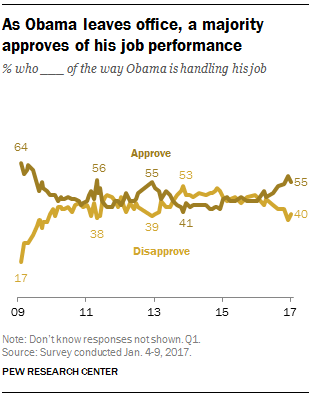 As Obama leaves office, a majority
approves of his job performance
% who ___ of the way Obama is handling his job
64
Approve
56
55
53
55
38
39
41
40
Disapprove
17
09
11
13
15
17
Note: Don't know responses not shown. Q1.
Source: Survey conducted Jan. 4-9, 2017.
PEW RESEARCH CENTER